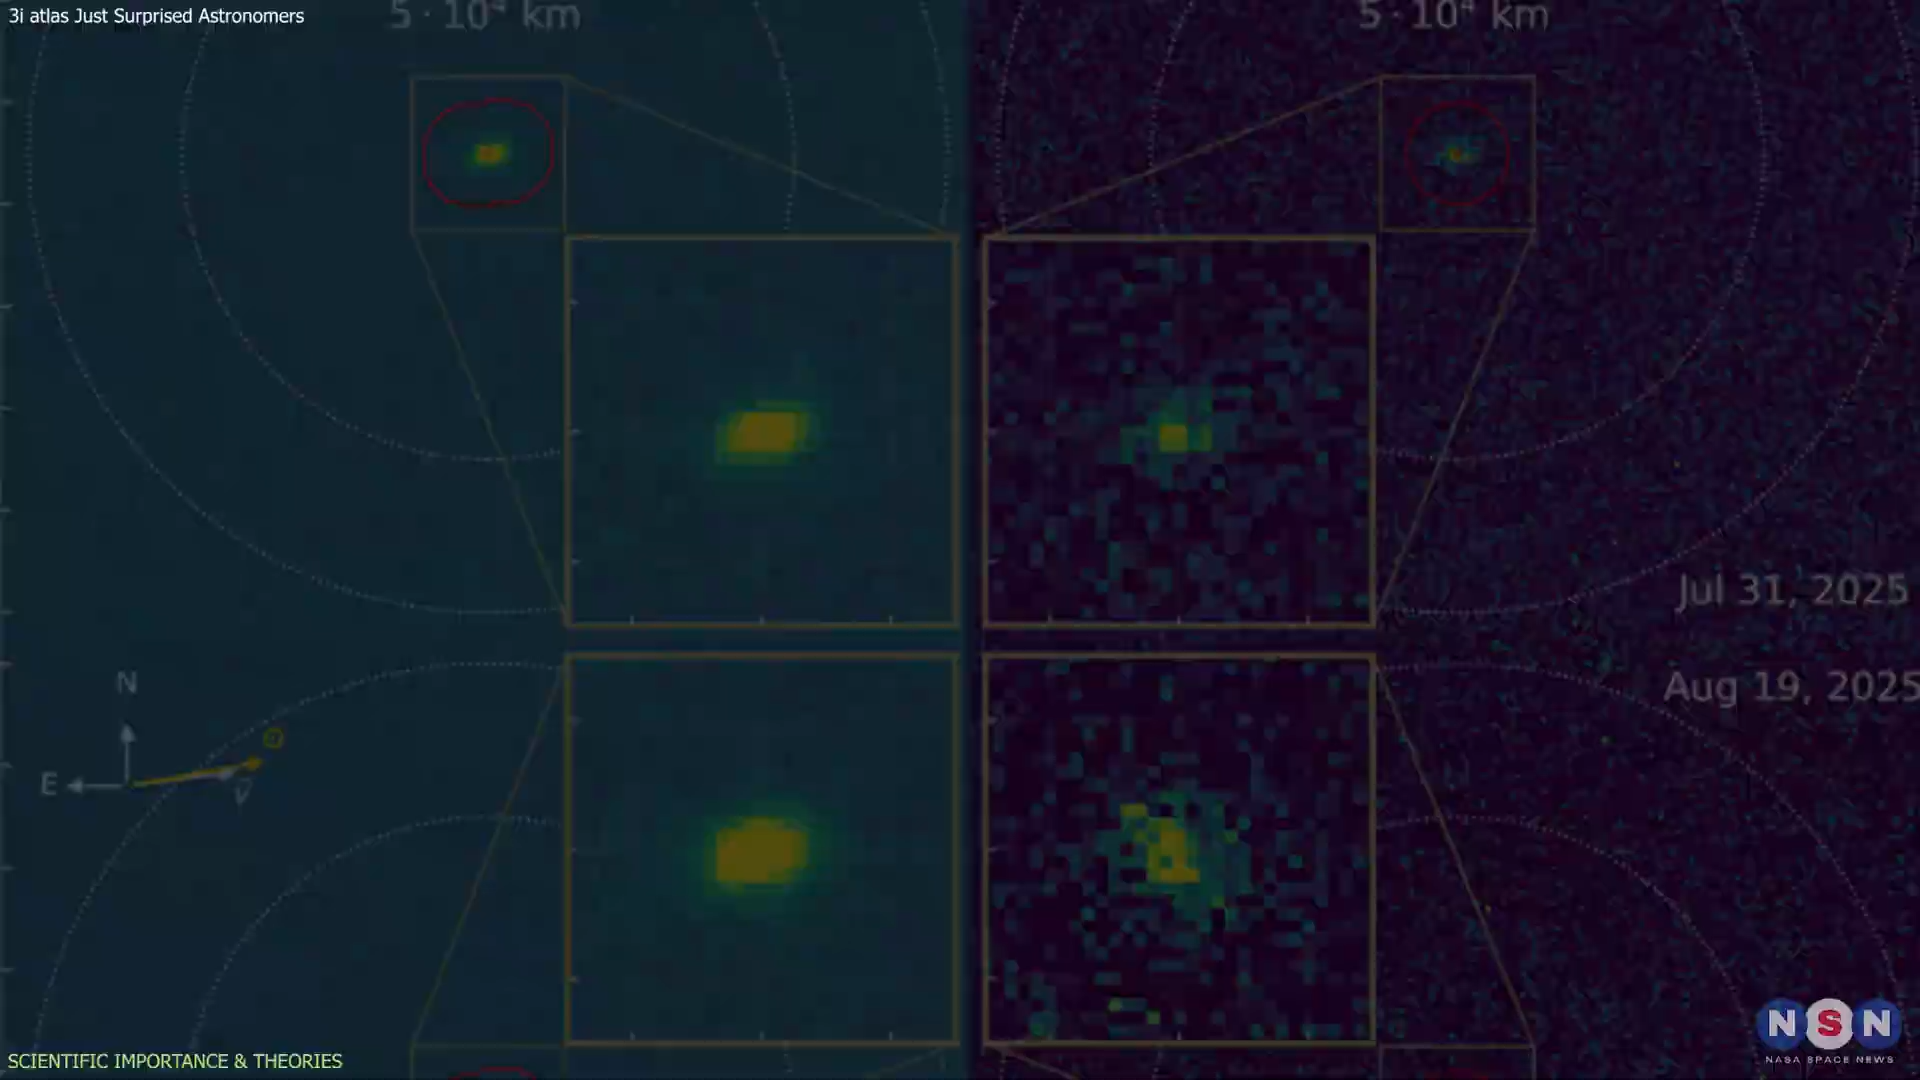 3i atlas Just Surprised Astronomers
5 · 10⁴ km
5 · 10⁴ km
Jul 31, 2025
Aug 19, 2025
N
E
v
SCIENTIFIC IMPORTANCE & THEORIES
NSN
NASA SPACE NEWS